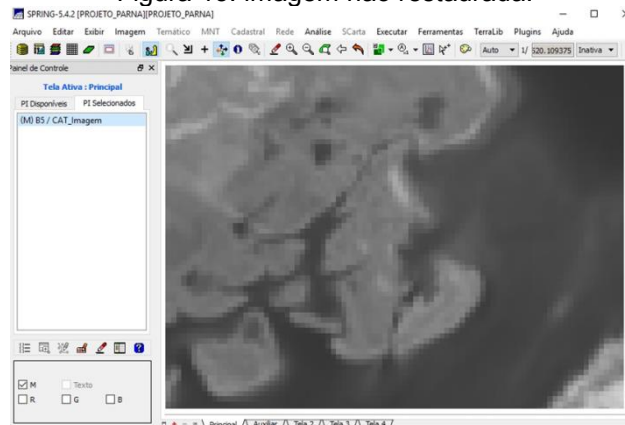 Figura 15. Imagem não restaurada.
SPRING-5.4.2 [PROJETO_PARNA][PROJETO_PARNA]
Arquivo Editar Exibir Imagem Temático MNT Cadastral Rede Análise SCarta Executar Ferramentas TerraLib Plugins Ajuda
Auto 1/ 520.109375 Inativa
Painel de Controle
Tela Ativa : Principal
PI Disponíveis PI Selecionados
(M) B5 / CAT_Imagem
M Texto
R G B
Principal Auxiliar Tela 2 Tela 3 Tela 4